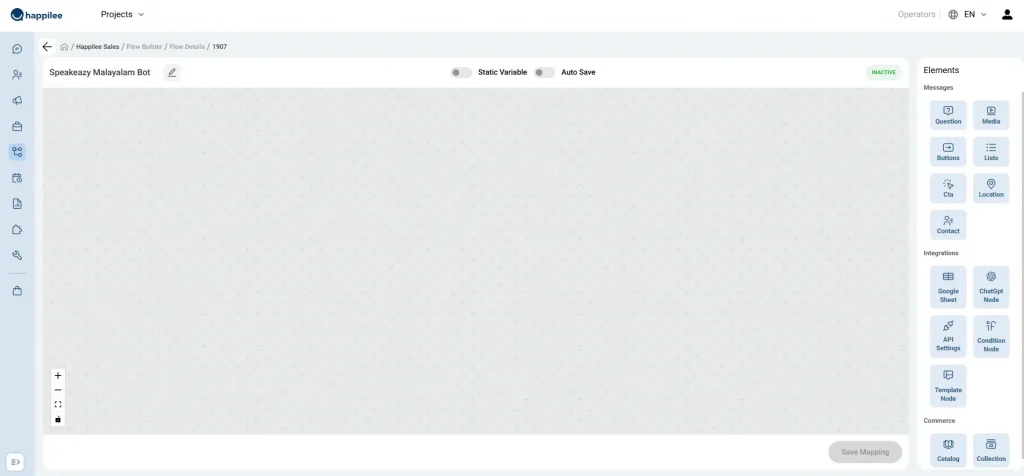 happilee
Projects
Operators
EN
/ Happilee Sales / Flow Builder / Flow Details / 1907
Speakeazy Malayalam Bot
Static Variable
Auto Save
INACTIVE
Elements
Messages
Question
Media
Buttons
Lists
Cta
Location
Contact
Integrations
Google
Sheet
ChatGpt
Node
API
Settings
Condition
Node
Template
Node
Commerce
Catalog
Collection
Save Mapping